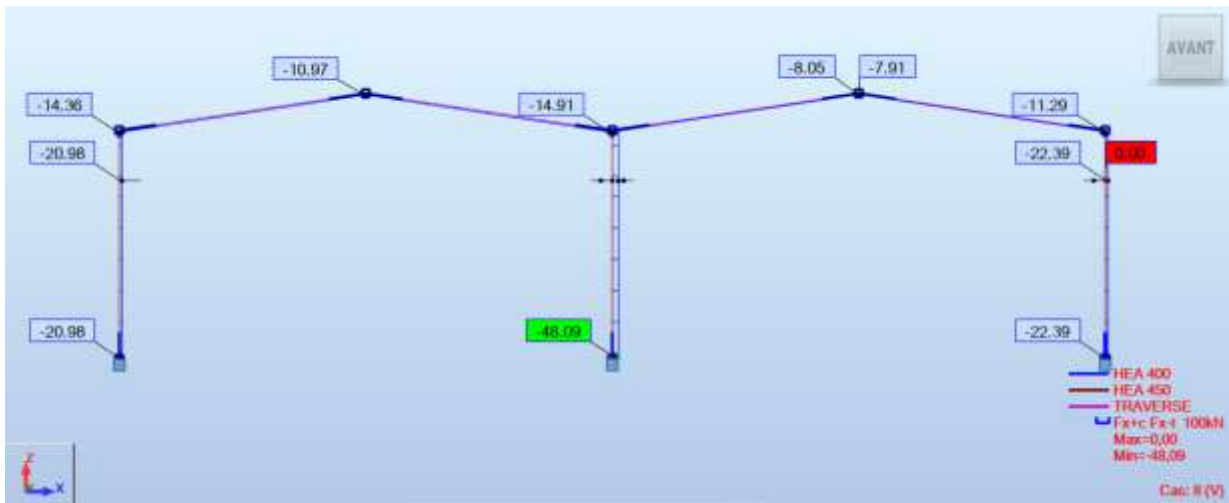 AVANT
-10.97
-8.05 -7.91
-14.36
-14.91
-11.29
-20.98
-22.39
0.00
-20.98
-48.09
-22.39
HEA 400
HEA 450
TRAVERSE
Fx+c Fx-t 100kN
Max=0,00
Min=-48,09
Z
X
Cas: II (V)